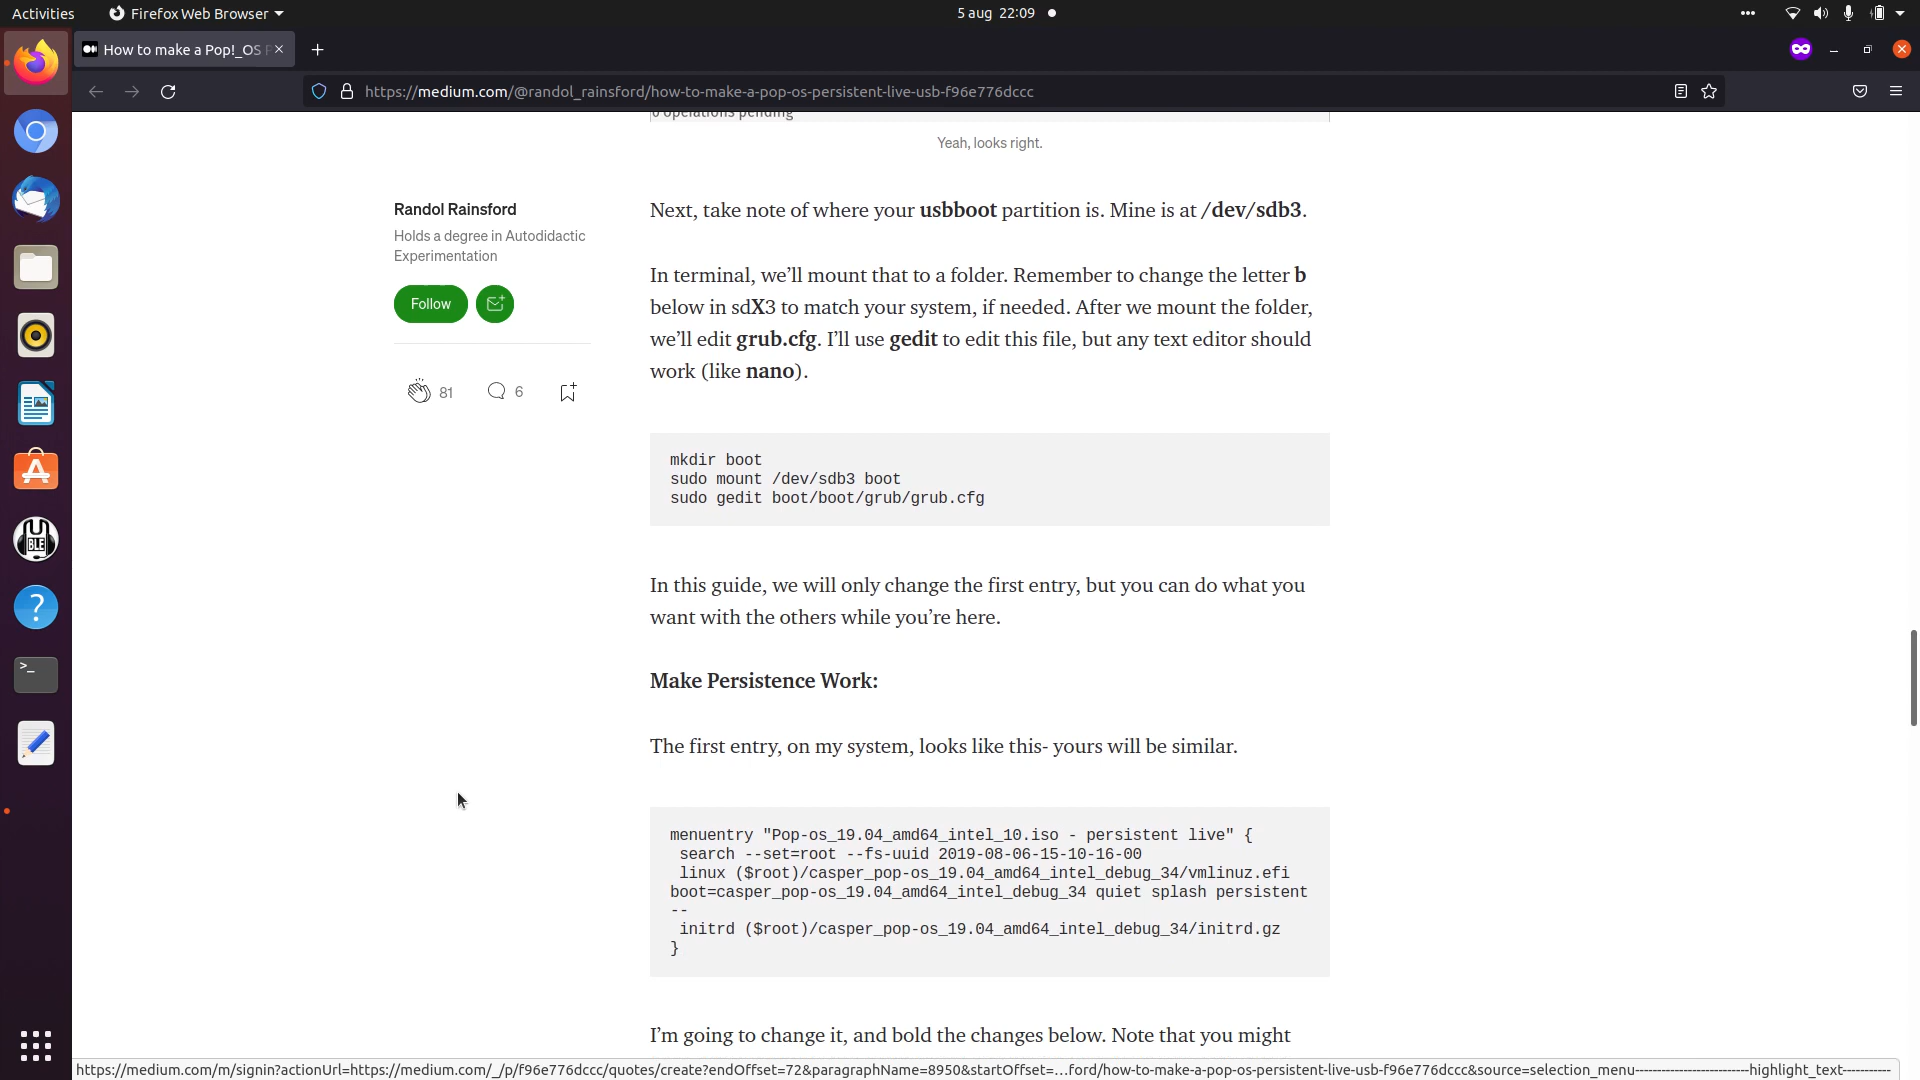 Activities
Firefox Web Browser
5 aug 22:09
How to make a Pop!_OS
https://medium.com/@randol_rainsford/how-to-make-a-pop-os-persistent-live-usb-f96e776dccc
0 operations pending
Yeah, looks right.
Randol Rainsford
Holds a degree in Autodidactic
Experimentation
Follow
81
6
Next, take note of where your usbboot partition is. Mine is at /dev/sdb3.
In terminal, we’ll mount that to a folder. Remember to change the letter b
below in sdX3 to match your system, if needed. After we mount the folder,
we’ll edit grub.cfg. I’ll use gedit to edit this file, but any text editor should
work (like nano).
mkdir boot
sudo mount /dev/sdb3 boot
sudo gedit boot/boot/grub/grub.cfg
In this guide, we will only change the first entry, but you can do what you
want with the others while you’re here.
Make Persistence Work:
The first entry, on my system, looks like this- yours will be similar.
menuentry "Pop-os_19.04_amd64_intel_10.iso - persistent live" {
search --set=root --fs-uuid 2019-08-06-15-10-16-00
linux ($root)/casper_pop-os_19.04_amd64_intel_debug_34/vmlinuz.efi
boot=casper_pop-os_19.04_amd64_intel_debug_34 quiet splash persistent
--
initrd ($root)/casper_pop-os_19.04_amd64_intel_debug_34/initrd.gz
}
I’m going to change it, and bold the changes below. Note that you might
https://medium.com/m/signin?actionUrl=https://medium.com/_/p/f96e776dccc/quotes/create?endOffset=72&paragraphName=8950&startOffset=…ford/how-to-make-a-pop-os-persistent-live-usb-f96e776dccc&source=selection_menu--------------------------highlight_text-----------